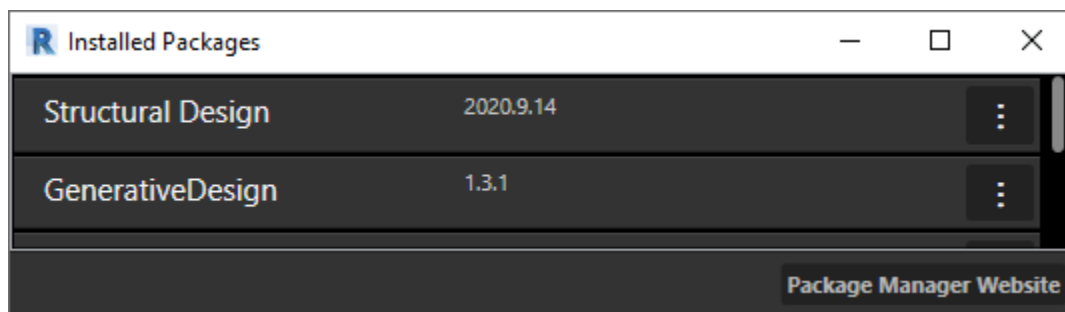 Installed Packages
Structural Design 2020.9.14
GenerativeDesign 1.3.1
Package Manager Website